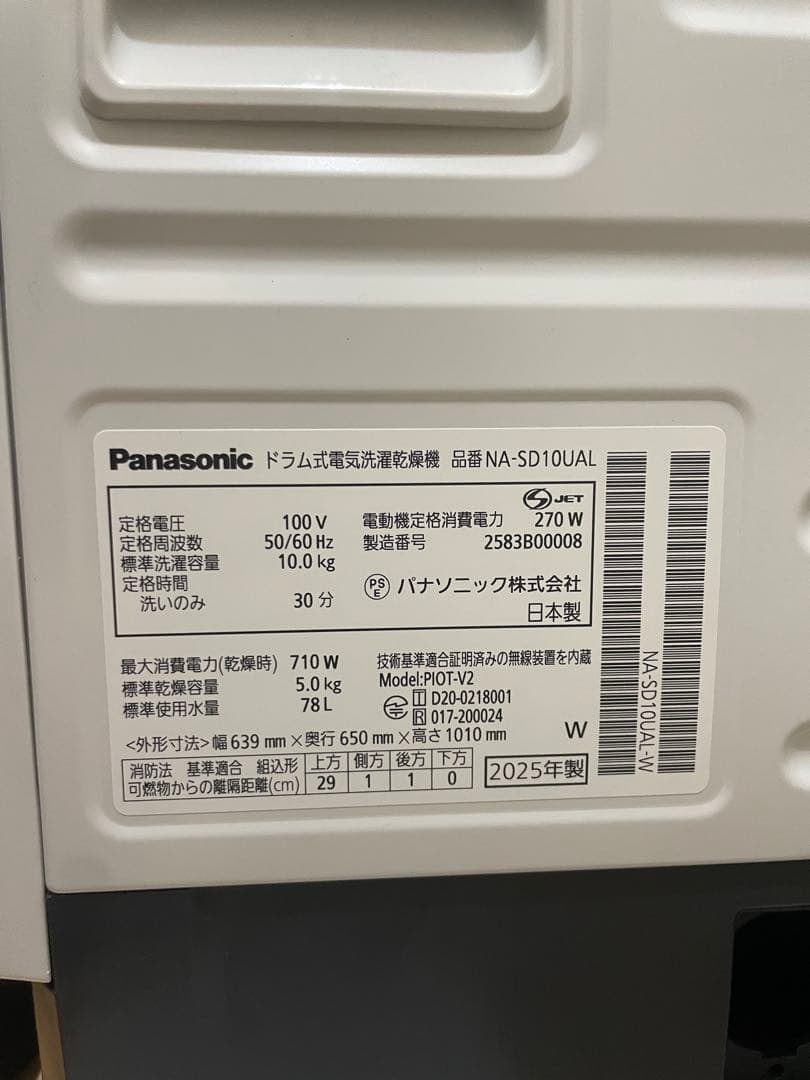 Panasonic ドラム式電気洗濯乾燥機 品番 NA-SD10UAL
JET
定格電圧 100 V 電動機定格消費電力 270 W
定格周波数 50/60 Hz 製造番号 2583B00008
標準洗濯容量 10.0 kg
定格時間
洗いのみ 30 分
PSE パナソニック株式会社
日本製
最大消費電力(乾燥時) 710 W 技術基準適合証明済みの無線装置を内蔵
標準乾燥容量 5.0 kg Model:PIOT-V2
標準使用水量 78 L T D20-0218001
R 017-200024
<外形寸法>幅 639 mm×奥行 650 mm×高さ 1010 mm W
消防法 基準適合 組込形 上方 側方 後方 下方
可燃物からの離隔距離(cm) 29 1 1 0
2025年製
NA-SD10UAL-W